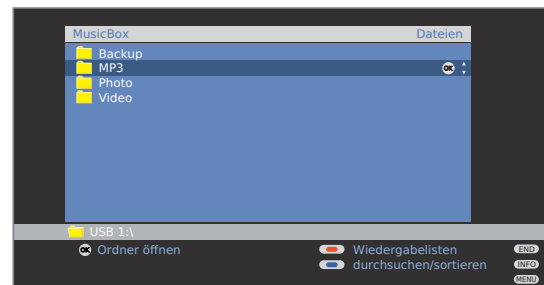 MusicBox Dateien
Backup
MP3 OK
Photo
Video
USB 1:\
OK Ordner öffnen Wiedergabelisten END
durchsuchen/sortieren INFO
MENU